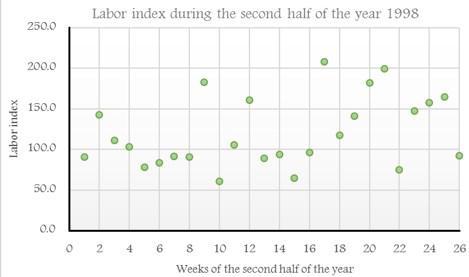 Labor index during the second half of the year 1998
250.0
200.0
150.0
100.0
50.0
0.0
Labor index
0 2 4 6 8 10 12 14 16 18 20 22 24 26
Weeks of the second half of the year